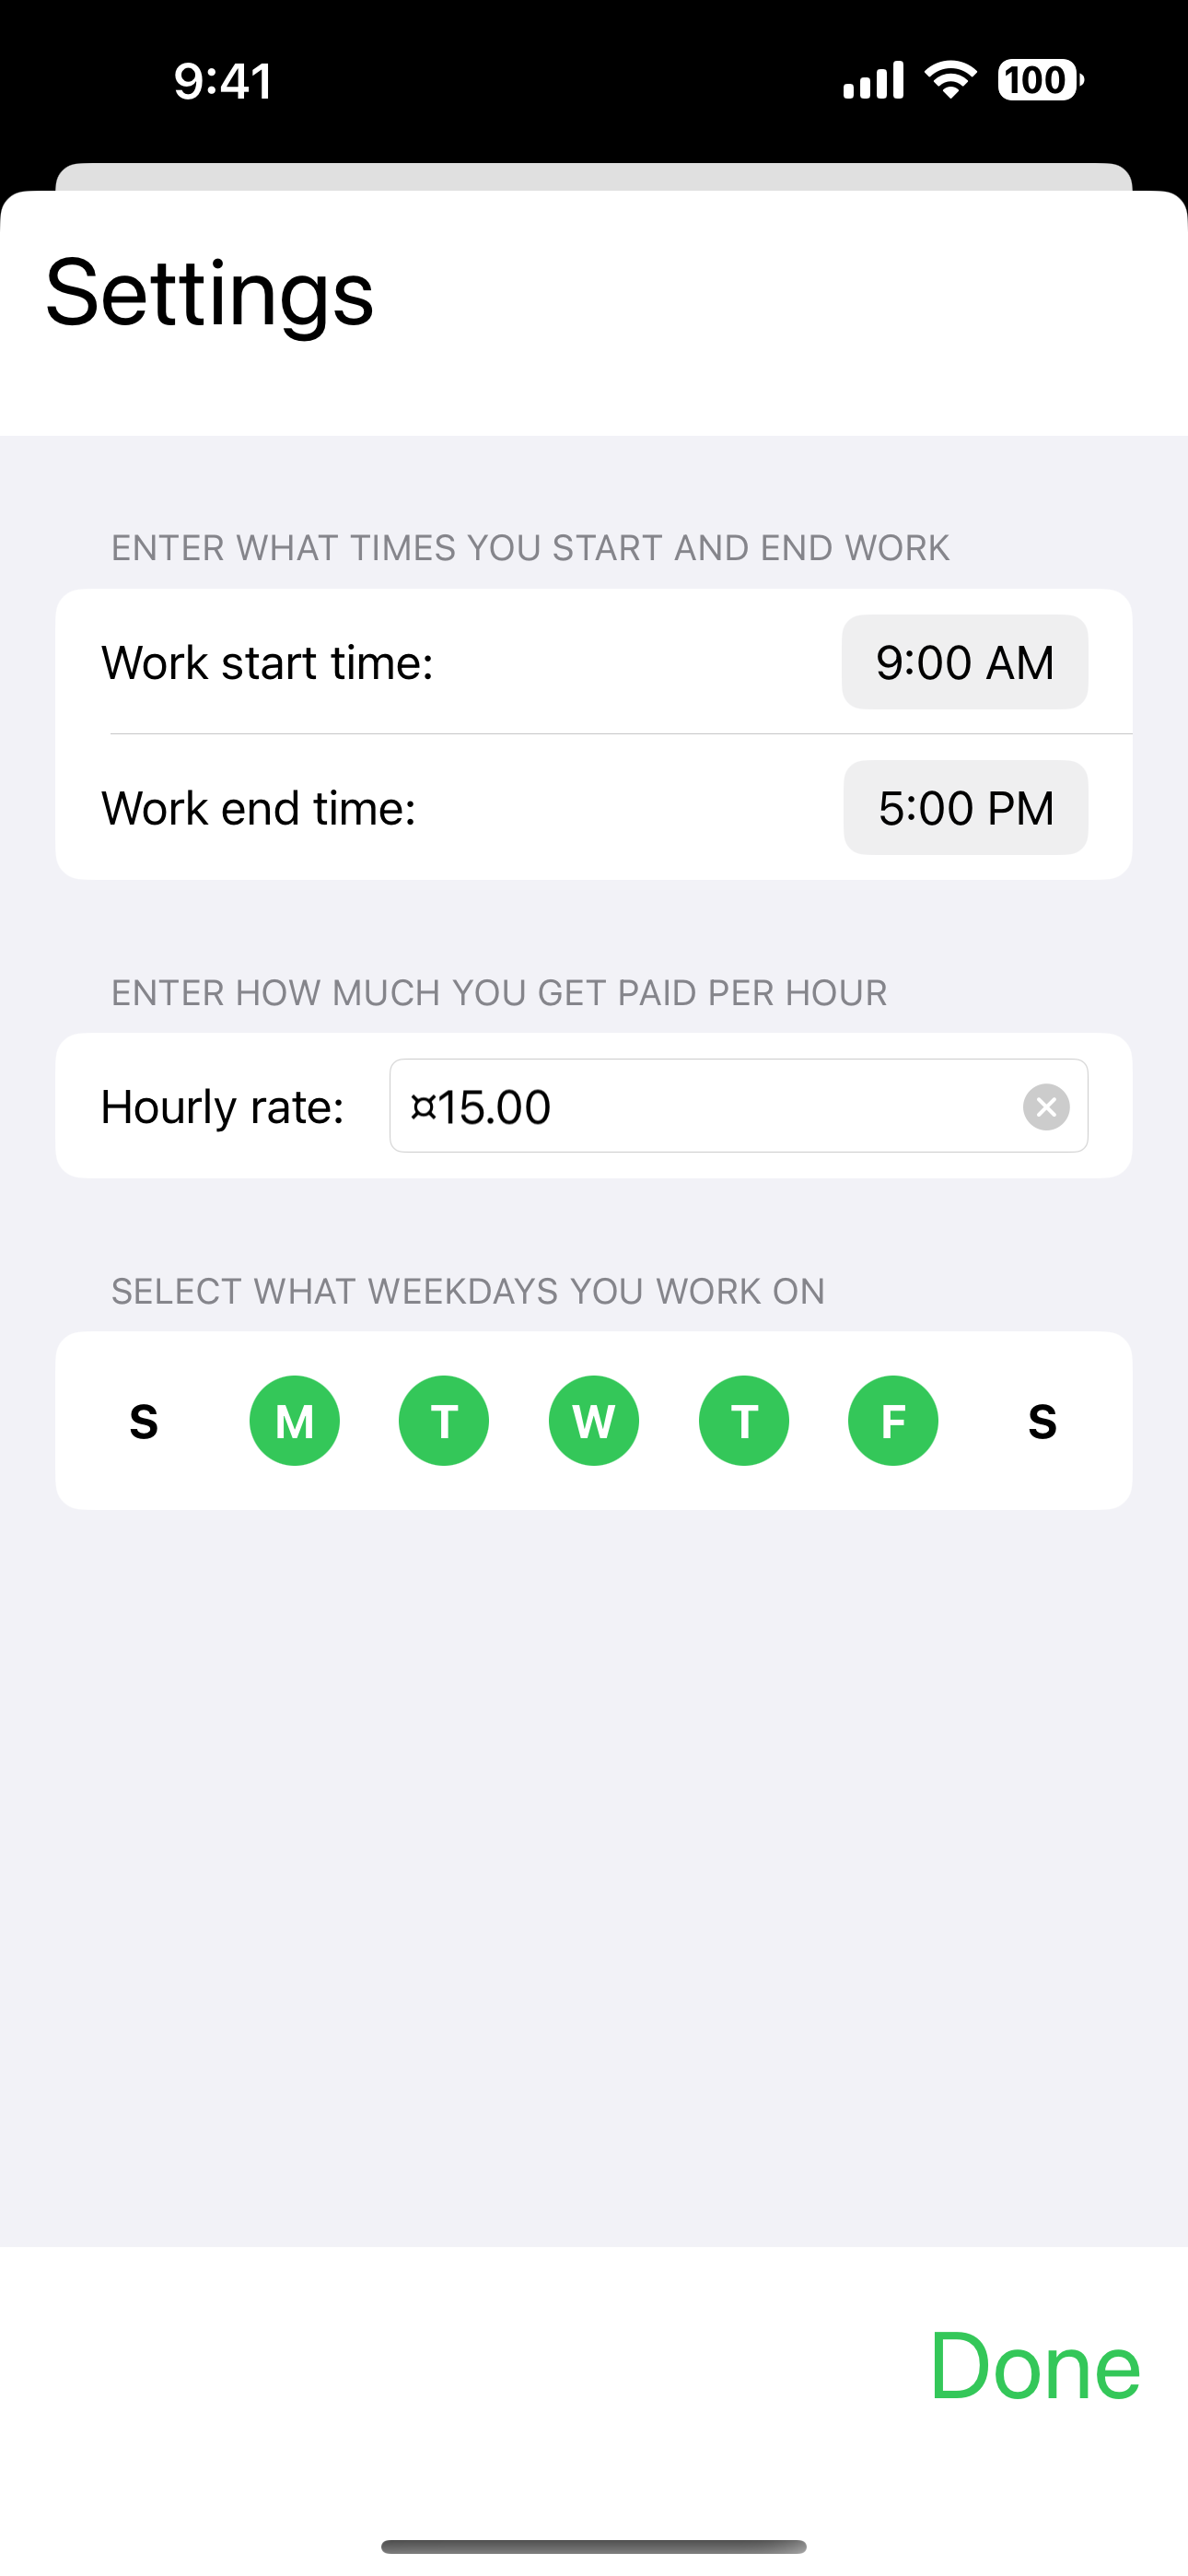 9:41
100
Settings
ENTER WHAT TIMES YOU START AND END WORK
Work start time: 9:00 AM
Work end time: 5:00 PM
ENTER HOW MUCH YOU GET PAID PER HOUR
Hourly rate: ¤15.00
SELECT WHAT WEEKDAYS YOU WORK ON
S M T W T F S
Done